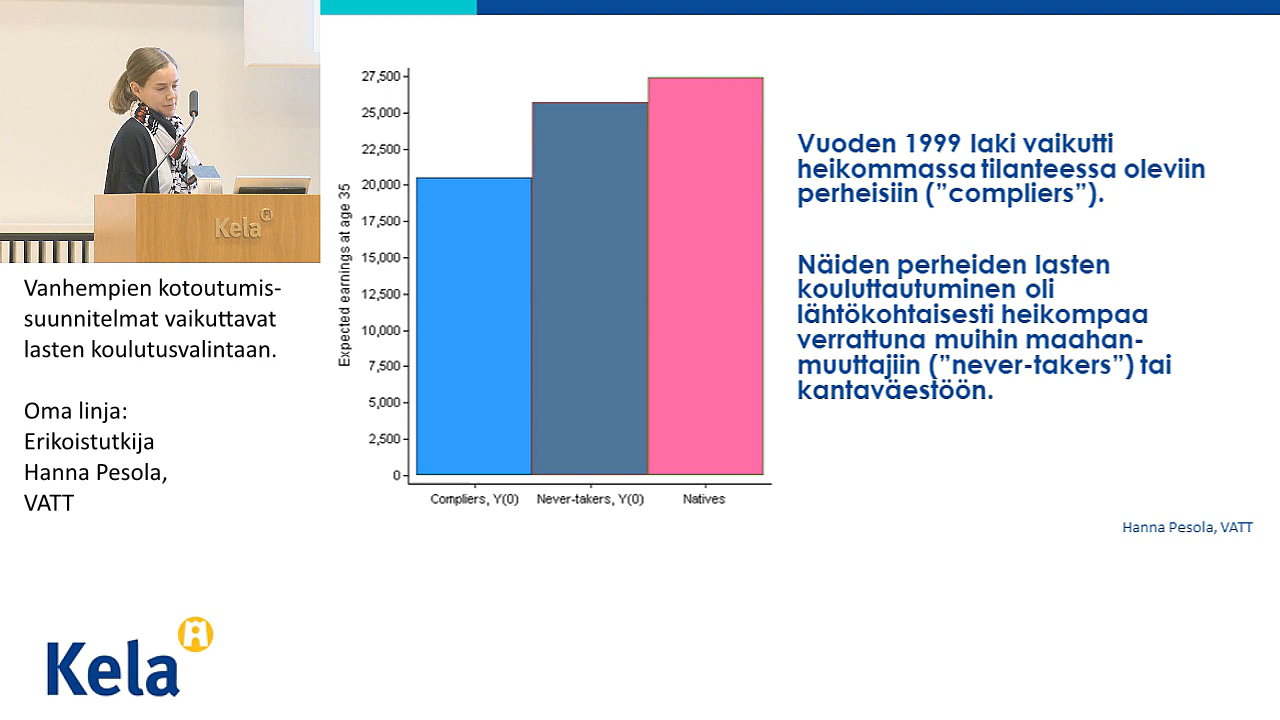 Kela
Vanhempien kotoutumis-
suunnitelmat vaikuttavat
lasten koulutusvalintaan.
Oma linja:
Erikoistutkija
Hanna Pesola,
VATT
Kela
Expected earnings at age 35
27,500
25,000
22,500
20,000
17,500
15,000
12,500
10,000
7,500
5,000
2,500
0
Compliers, Y(0)
Never-takers, Y(0)
Natives
Vuoden 1999 laki vaikutti
heikommassa tilanteessa oleviin
perheisiin (”compliers”).
Näiden perheiden lasten
kouluttautuminen oli
lähtökohtaisesti heikompaa
verrattuna muihin maahan-
muuttajiin (”never-takers”) tai
kantaväestöön.
Hanna Pesola, VATT